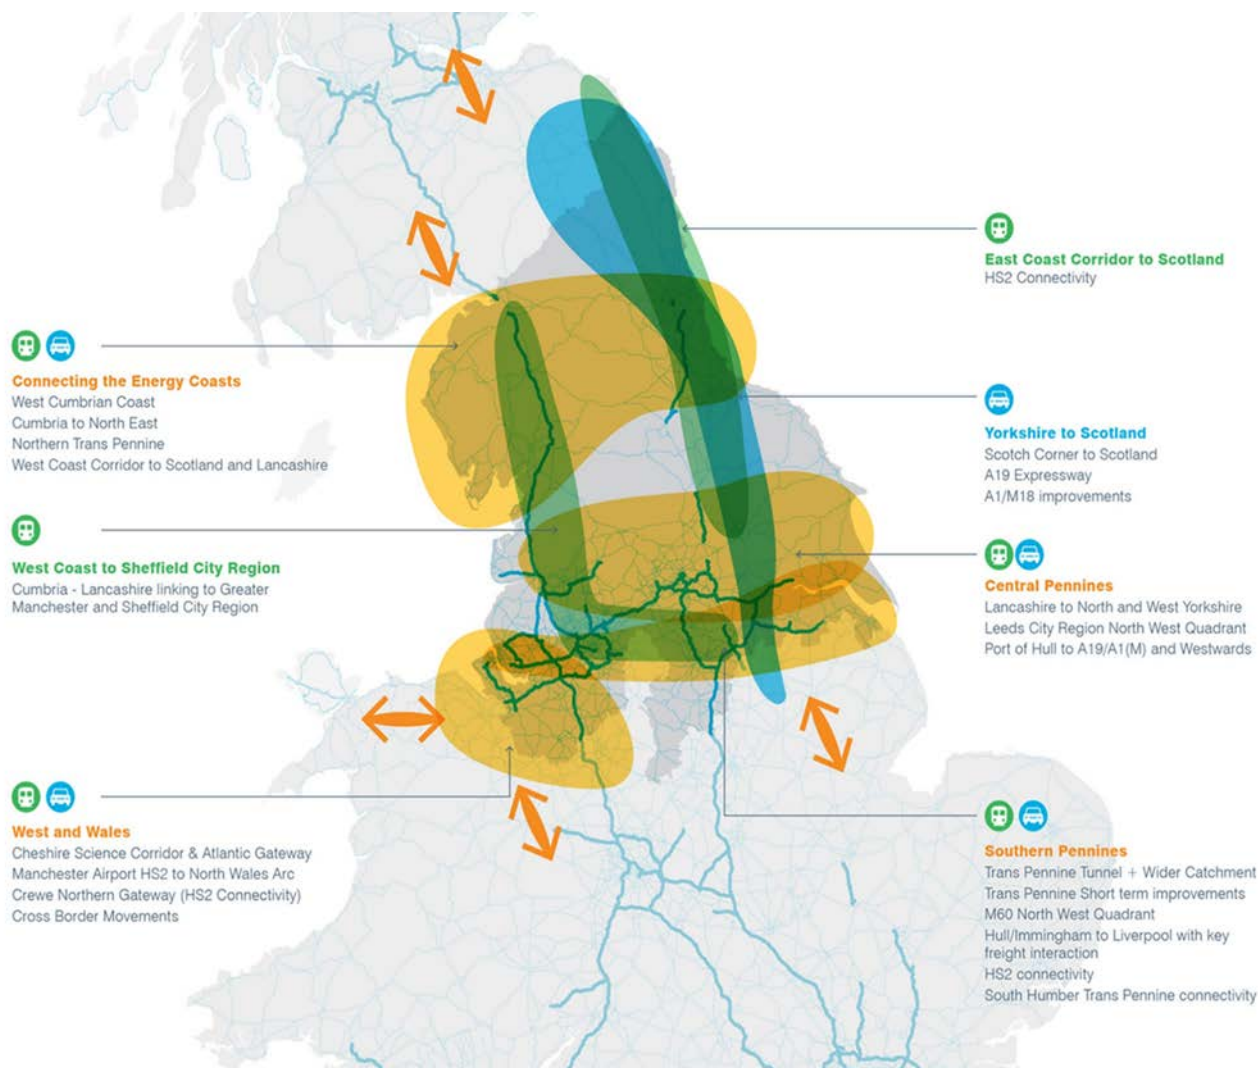 East Coast Corridor to Scotland
HS2 Connectivity
Connecting the Energy Coasts
West Cumbrian Coast
Cumbria to North East
Northern Trans Pennine
West Coast Corridor to Scotland and Lancashire
Yorkshire to Scotland
Scotch Corner to Scotland
A19 Expressway
A1/M18 improvements
West Coast to Sheffield City Region
Cumbria - Lancashire linking to Greater
Manchester and Sheffield City Region
Central Pennines
Lancashire to North and West Yorkshire
Leeds City Region North West Quadrant
Port of Hull to A19/A1(M) and Westwards
West and Wales
Cheshire Science Corridor & Atlantic Gateway
Manchester Airport HS2 to North Wales Arc
Crewe Northern Gateway (HS2 Connectivity)
Cross Border Movements
Southern Pennines
Trans Pennine Tunnel + Wider Catchment
Trans Pennine Short term improvements
M60 North West Quadrant
Hull/Immingham to Liverpool with key
freight interaction
HS2 connectivity
South Humber Trans Pennine connectivity